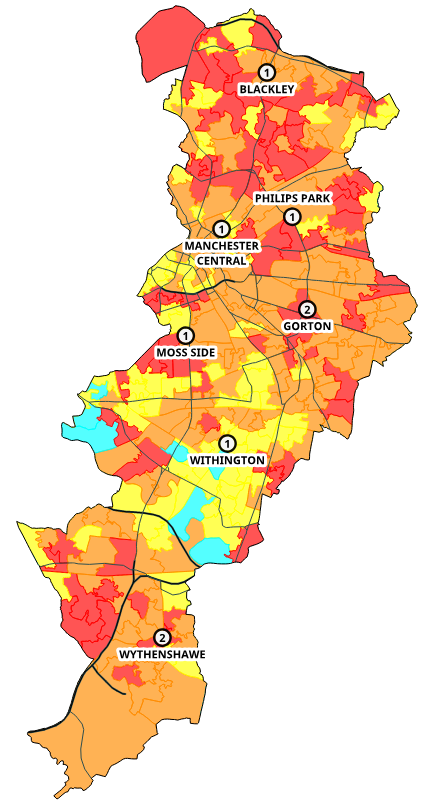 1
BLACKLEY
PHILIPS PARK
1
1
MANCHESTER
CENTRAL
2
GORTON
1
MOSS SIDE
1
WITHINGTON
2
WYTHENSHAWE